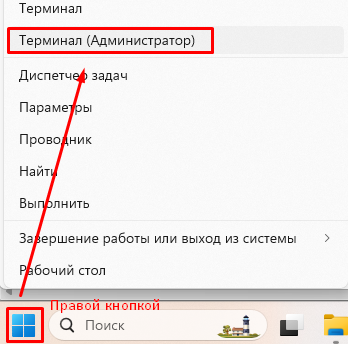 Терминал
Терминал (Администратор)
Диспетчер задач
Параметры
Проводник
Найти
Выполнить
Завершение работы или выход из системы
Рабочий стол
Правой кнопкой
Поиск